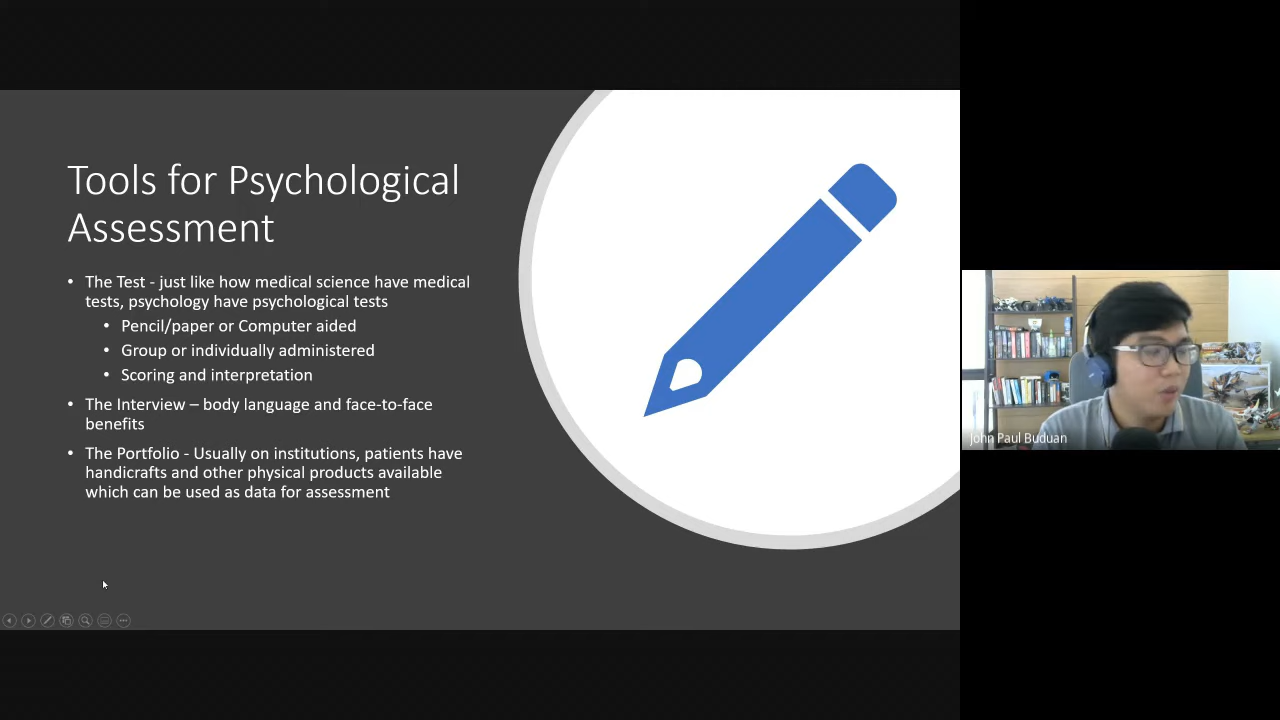 Tools for Psychological
Assessment
• The Test - just like how medical science have medical
tests, psychology have psychological tests
• Pencil/paper or Computer aided
• Group or individually administered
• Scoring and interpretation
• The Interview – body language and face-to-face
benefits
• The Portfolio - Usually on institutions, patients have
handicrafts and other physical products available
which can be used as data for assessment
John Paul Buduan